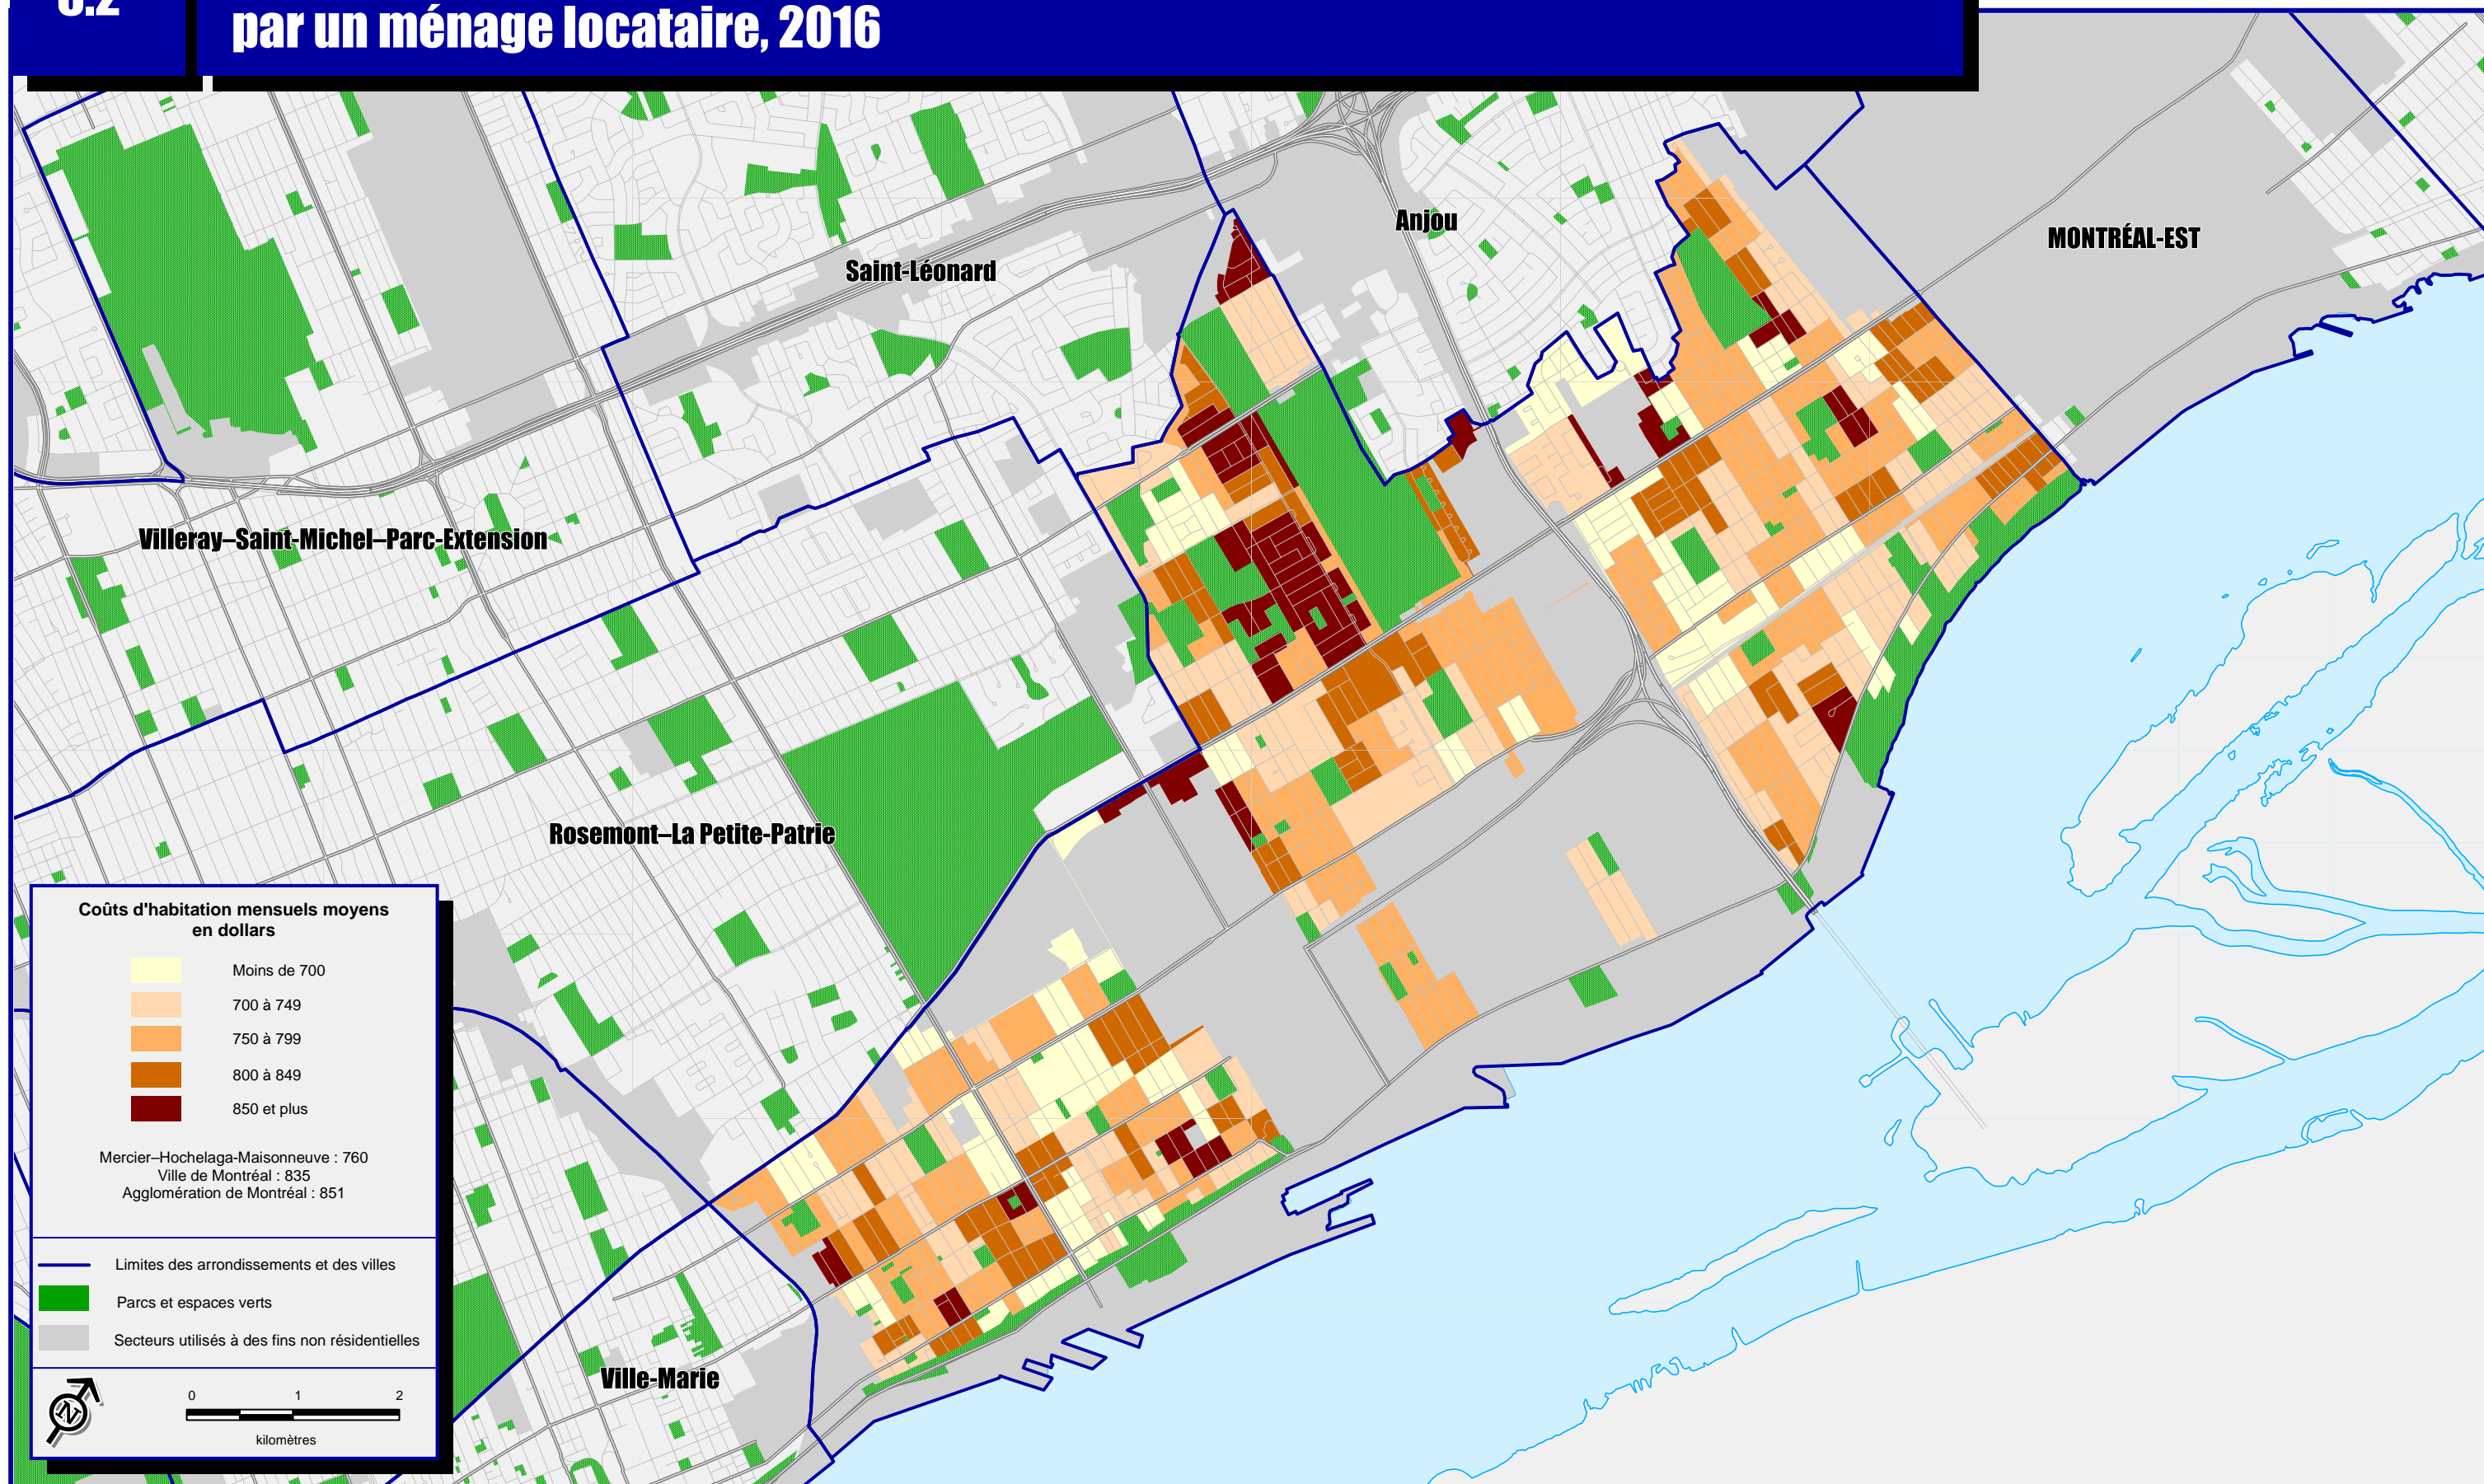 par un ménage locataire, 2016
Anjou
MONTRÉAL-EST
Saint-Léonard
Villeray–Saint-Michel–Parc-Extension
Rosemont–La Petite-Patrie
Ville-Marie
Coûts d'habitation mensuels moyens
en dollars
Moins de 700
700 à 749
750 à 799
800 à 849
850 et plus
Mercier–Hochelaga-Maisonneuve : 760
Ville de Montréal : 835
Agglomération de Montréal : 851
Limites des arrondissements et des villes
Parcs et espaces verts
Secteurs utilisés à des fins non résidentielles
N
0 1 2
kilomètres